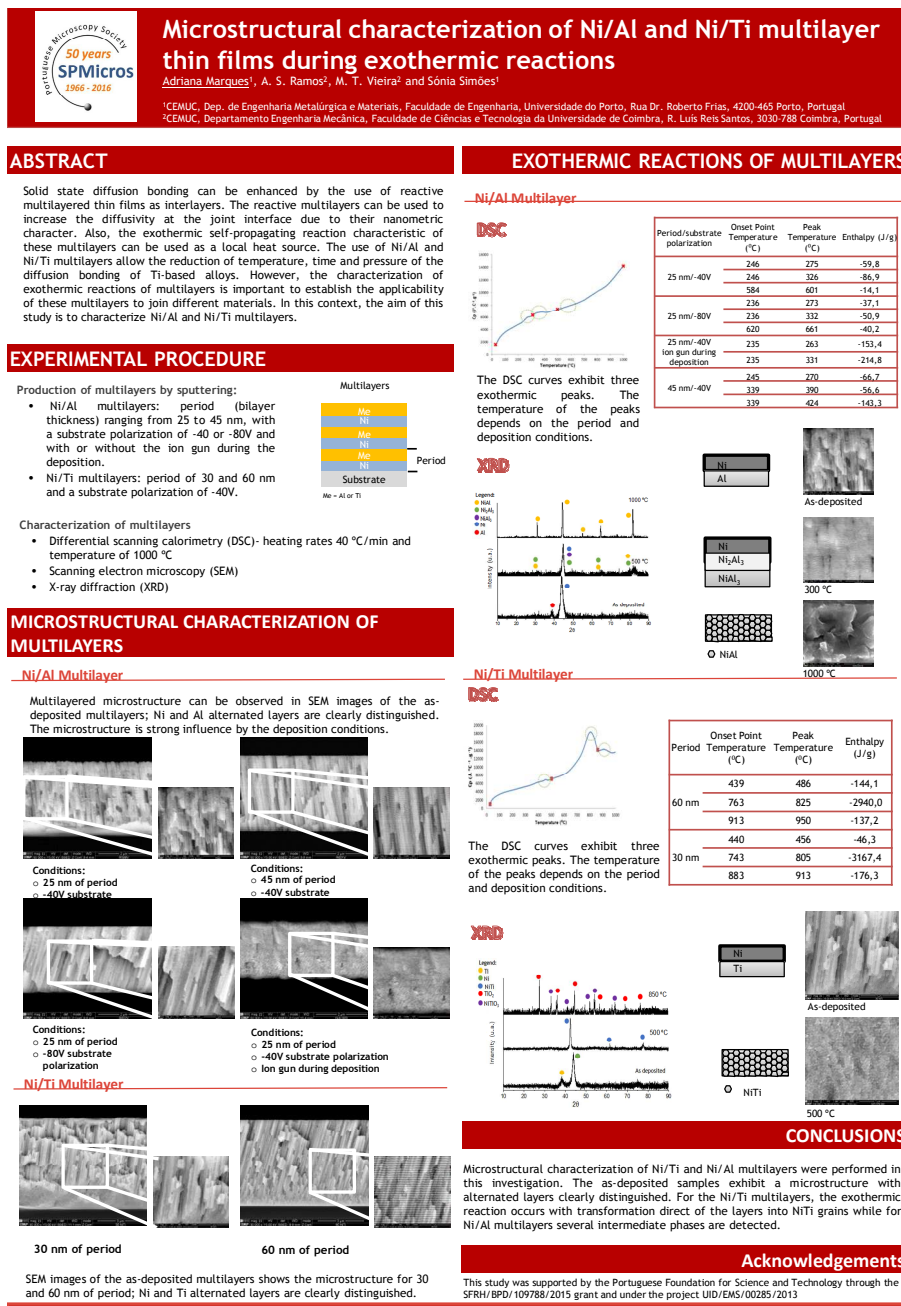 Portuguese Microscopy Society
50 years
SPMicros
1966 - 2016
Microstructural characterization of Ni/Al and Ni/Ti multilayer
thin films during exothermic reactions
Adriana Marques¹, A. S. Ramos², M. T. Vieira² and Sónia Simões¹
¹CEMUC, Dep. de Engenharia Metalúrgica e Materiais, Faculdade de Engenharia, Universidade do Porto, Rua Dr. Roberto Frias, 4200-465 Porto, Portugal
²CEMUC, Departamento Engenharia Mecânica, Faculdade de Ciências e Tecnologia da Universidade de Coimbra, R. Luís Reis Santos, 3030-788 Coimbra, Portugal
ABSTRACT
Solid state diffusion bonding can be enhanced by the use of reactive
multilayered thin films as interlayers. The reactive multilayers can be used to
increase the diffusivity at the joint interface due to their nanometric
character. Also, the exothermic self-propagating reaction characteristic of
these multilayers can be used as a local heat source. The use of Ni/Al and
Ni/Ti multilayers allow the reduction of temperature, time and pressure of the
diffusion bonding of Ti-based alloys. However, the characterization of
exothermic reactions of multilayers is important to establish the applicability
of these multilayers to join different materials. In this context, the aim of this
study is to characterize Ni/Al and Ni/Ti multilayers.
EXPERIMENTAL PROCEDURE
Production of multilayers by sputtering:
• Ni/Al multilayers: period (bilayer
thickness) ranging from 25 to 45 nm, with
a substrate polarization of -40 or -80V and
with or without the ion gun during the
deposition.
• Ni/Ti multilayers: period of 30 and 60 nm
and a substrate polarization of -40V.
Multilayers
Me
Ni
Me
Ni
Me
Ni
Period
Substrate
Me = Al or Ti
Characterization of multilayers
• Differential scanning calorimetry (DSC)- heating rates 40 ºC/min and
temperature of 1000 ºC
• Scanning electron microscopy (SEM)
• X-ray diffraction (XRD)
MICROSTRUCTURAL CHARACTERIZATION OF
MULTILAYERS
Ni/Al Multilayer
Multilayered microstructure can be observed in SEM images of the as-
deposited multilayers; Ni and Al alternated layers are clearly distinguished.
The microstructure is strong influence by the deposition conditions.
Conditions:
o 25 nm of period
o -40V substrate
Conditions:
o 45 nm of period
o -40V substrate
Conditions:
o 25 nm of period
o -80V substrate
polarization
Conditions:
o 25 nm of period
o -40V substrate polarization
o Ion gun during deposition
Ni/Ti Multilayer
30 nm of period
60 nm of period
SEM images of the as-deposited multilayers shows the microstructure for 30
and 60 nm of period; Ni and Ti alternated layers are clearly distinguished.
EXOTHERMIC REACTIONS OF MULTILAYERS
Ni/Al Multilayer
DSC
Temperature (°C)
The DSC curves exhibit three
exothermic peaks. The
temperature of the peaks
depends on the period and
deposition conditions.
Period/substrate polarization Onset Point Temperature (ºC) Peak Temperature (ºC) Enthalpy (J/g)
25 nm/-40V 246 275 -59,8
246 326 -86,9
584 601 -14,1
25 nm/-80V 236 273 -37,1
236 332 -50,9
620 661 -40,2
25 nm/-40V ion gun during deposition 235 263 -153,4
235 331 -214,8
45 nm/-40V 245 270 -66,7
339 390 -56,6
339 424 -143,3
XRD
Legend:
NiAl
Ni₂Al₃
NiAl₃
Ni
Al
1000 ºC
500 ºC
As deposited
Intensity (u.a.)
10 20 30 40 50 60 70 80 90
2θ
Ni
Al
As-deposited
Ni
Ni₂Al₃
NiAl₃
300 ºC
NiAl
1000 ºC
Ni/Ti Multilayer
DSC
Temperature (°C)
The DSC curves exhibit three
exothermic peaks. The temperature
of the peaks depends on the period
and deposition conditions.
Period Onset Point Temperature (ºC) Peak Temperature (ºC) Enthalpy (J/g)
60 nm 439 486 -144,1
763 825 -2940,0
913 950 -137,2
30 nm 440 456 -46,3
743 805 -3167,4
883 913 -176,3
XRD
Legend:
Ti
Ni
NiTi
TiO₂
NiTiO₃
850 ºC
500 ºC
As deposited
Intensity (u.a.)
10 20 30 40 50 60 70 80 90
2θ
Ni
Ti
As-deposited
NiTi
500 ºC
CONCLUSIONS
Microstructural characterization of Ni/Ti and Ni/Al multilayers were performed in
this investigation. The as-deposited samples exhibit a microstructure with
alternated layers clearly distinguished. For the Ni/Ti multilayers, the exothermic
reaction occurs with transformation direct of the layers into NiTi grains while for
Ni/Al multilayers several intermediate phases are detected.
Acknowledgements
This study was supported by the Portuguese Foundation for Science and Technology through the
SFRH/BPD/109788/2015 grant and under the project UID/EMS/00285/2013